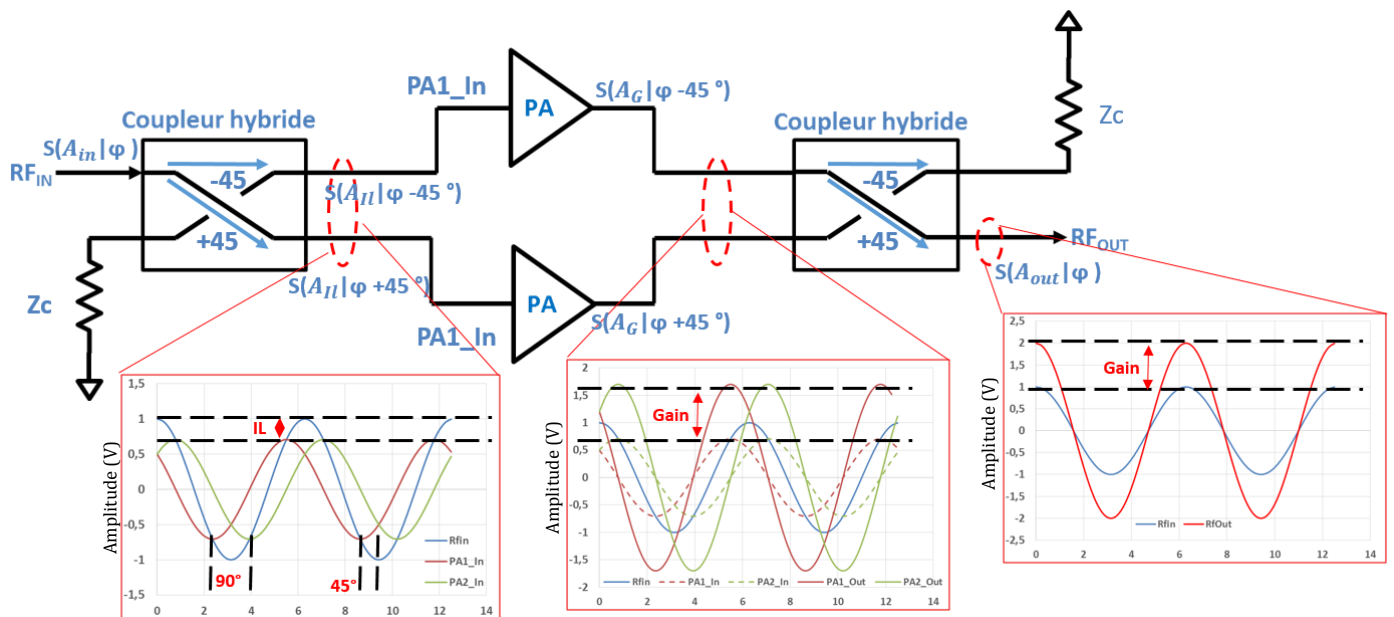 PA1_In
S(A_G|φ -45 °)
PA
Coupleur hybride
Coupleur hybride
Zc
S(A_in|φ )
RF_IN
-45
+45
S(A_Il|φ -45 °)
-45
+45
RF_OUT
S(A_out|φ )
S(A_Il|φ +45 °)
Zc
PA
PA1_In
S(A_G|φ +45 °)
Amplitude (V)
1,5
1
0,5
0
-0,5
-1
-1,5
IL
90°
45°
Rfin
PA1_In
PA2_In
0 2 4 6 8 10 12 14
Amplitude (V)
2
1,5
1
0,5
0
-0,5
-1
-1,5
2
Gain
Rfin PA1_In PA2_In PA1_Out PA2_Out
0 2 4 6 8 10 12 14
Amplitude (V)
2,5
2
1,5
1
0,5
0
-0,5
-1
-1,5
-2
2,5
Gain
Rfin RfOut
0 2 4 6 8 10 12 14